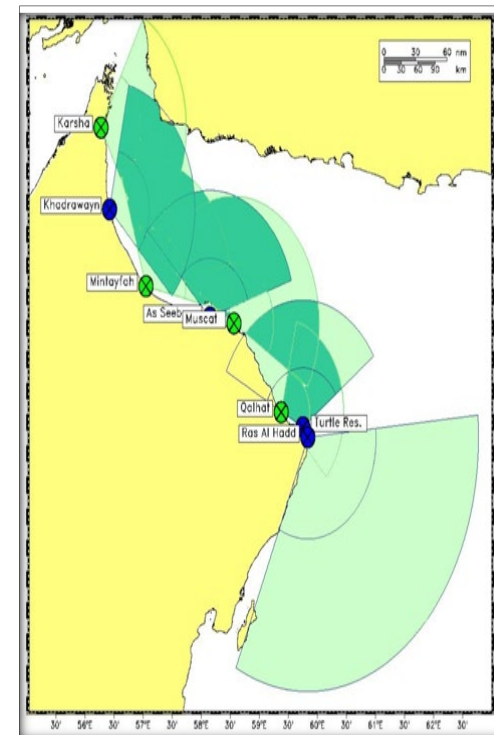 0 30 60 nm
0 30 60 90 km
Karsha
Khadrawayn
Mintayfah
As Seeb
Muscat
Qalhat
Turtle Res.
Ras Al Hadd
30' 56°E 30' 57°E 30' 58°E 30' 59°E 30' 60°E 30' 61°E 30' 62°E 30'